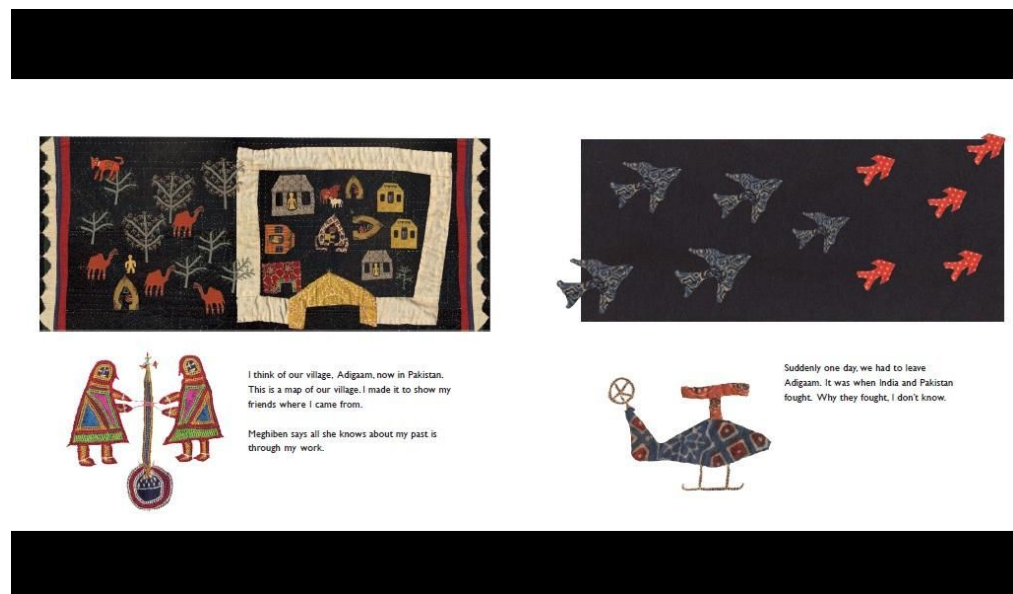 I think of our village, Adigaam, now in Pakistan.
This is a map of our village. I made it to show my
friends where I came from.
Meghiben says all she knows about my past is
through my work.
Suddenly one day, we had to leave
Adigaam. It was when India and Pakistan
fought. Why they fought, I don't know.